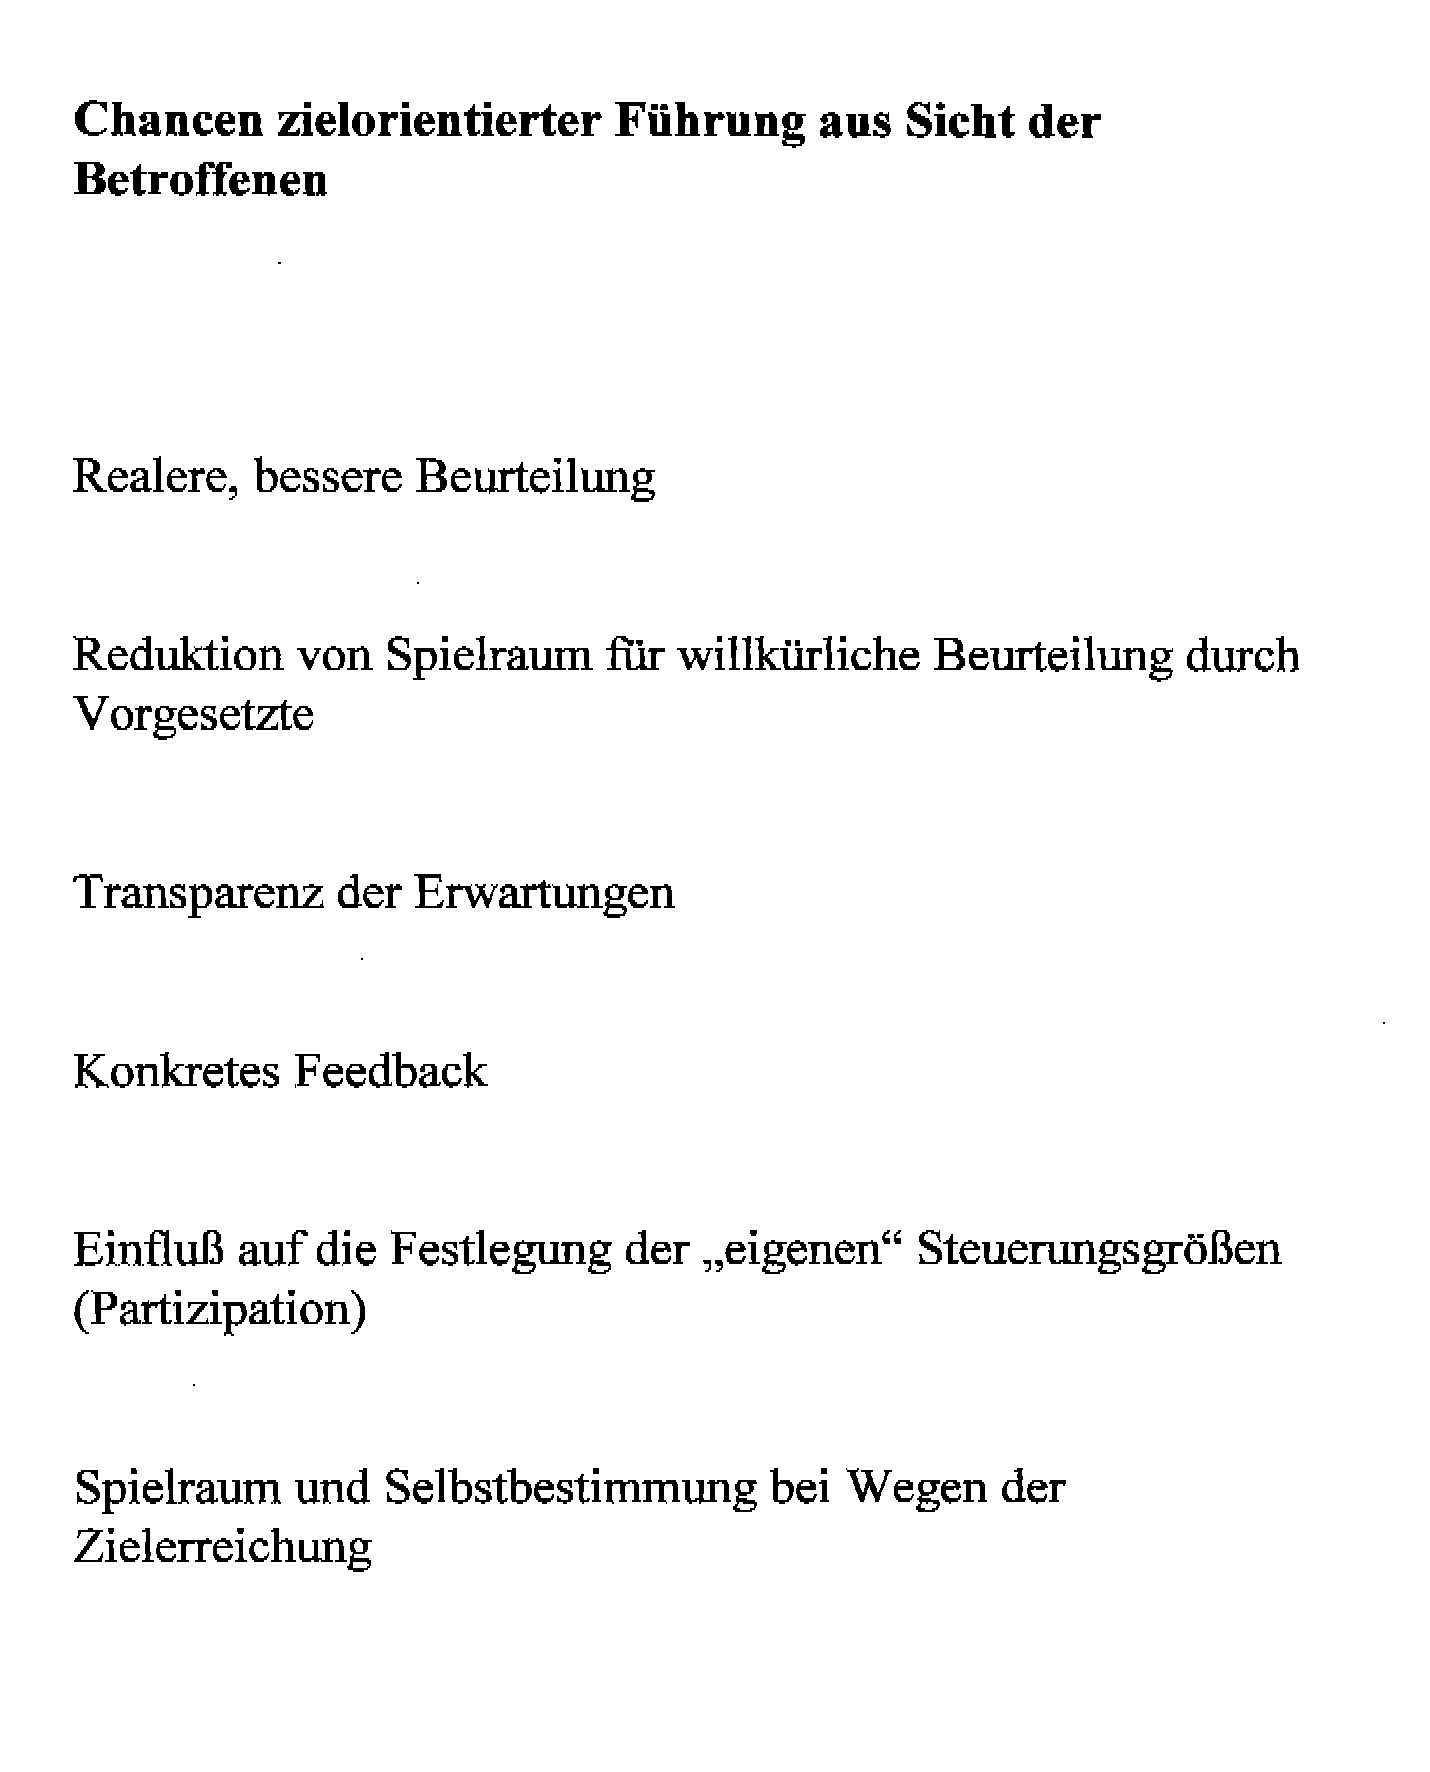 Chancen zielorientierter Führung aus Sicht der
Betroffenen
Realere, bessere Beurteilung
Reduktion von Spielraum für willkürliche Beurteilung durch
Vorgesetzte
Transparenz der Erwartungen
Konkretes Feedback
Einfluß auf die Festlegung der „eigenen“ Steuerungsgrößen
(Partizipation)
Spielraum und Selbstbestimmung bei Wegen der
Zielerreichung